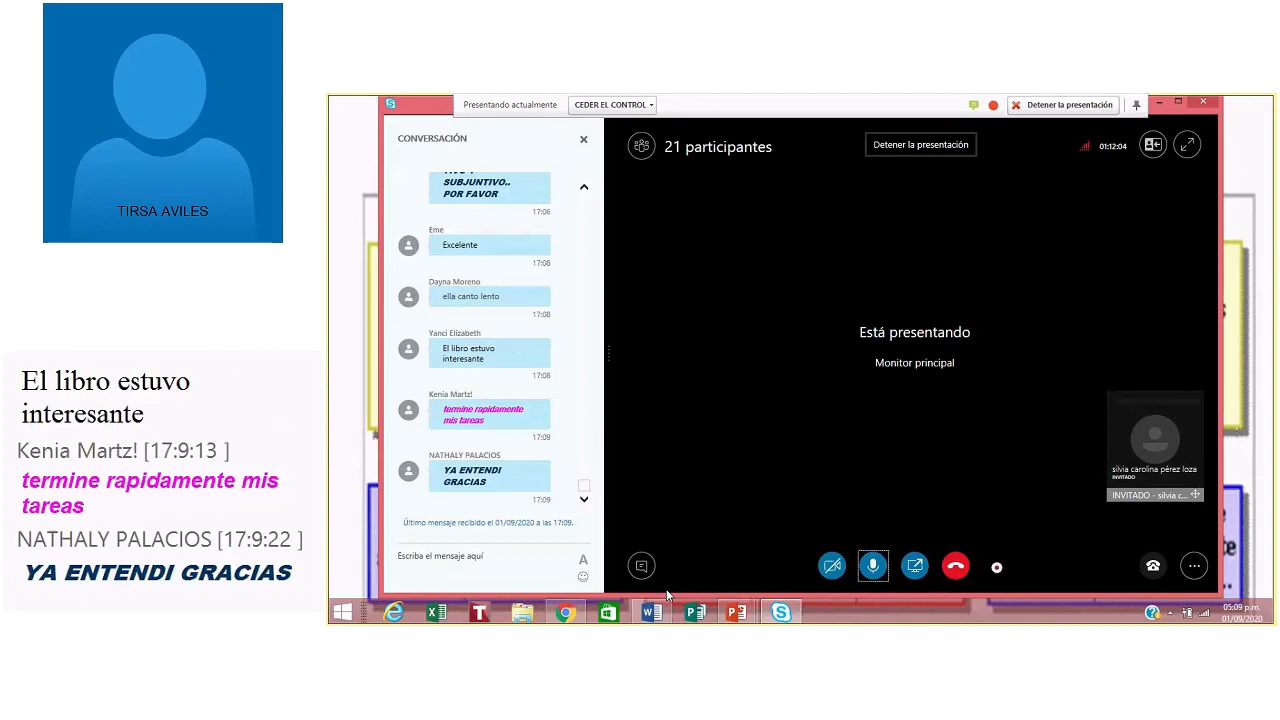 TIRSA AVILES
El libro estuvo
interesante
Kenia Martz! [17:9:13 ]
termine rapidamente mis
tareas
NATHALY PALACIOS [17:9:22 ]
YA ENTENDI GRACIAS
Presentando actualmente
CEDER EL CONTROL
Detener la presentación
CONVERSACIÓN
SUBJUNTIVO..
POR FAVOR
17:06
Eme
Excelente
17:08
Dayna Moreno
ella canto lento
17:08
Yanci Elizabeth
El libro estuvo
interesante
17:08
Kenia Martz!
termine rapidamente
mis tareas
17:09
NATHALY PALACIOS
YA ENTENDI
GRACIAS
17:09
Último mensaje recibido el 01/09/2020 a las 17:09.
Escriba el mensaje aquí
A
21 participantes
Detener la presentación
01:12:04
Está presentando
Monitor principal
silvia carolina pérez loza
INVITADO
INVITADO - silvia c...
05:09 p.m.
01/09/2020